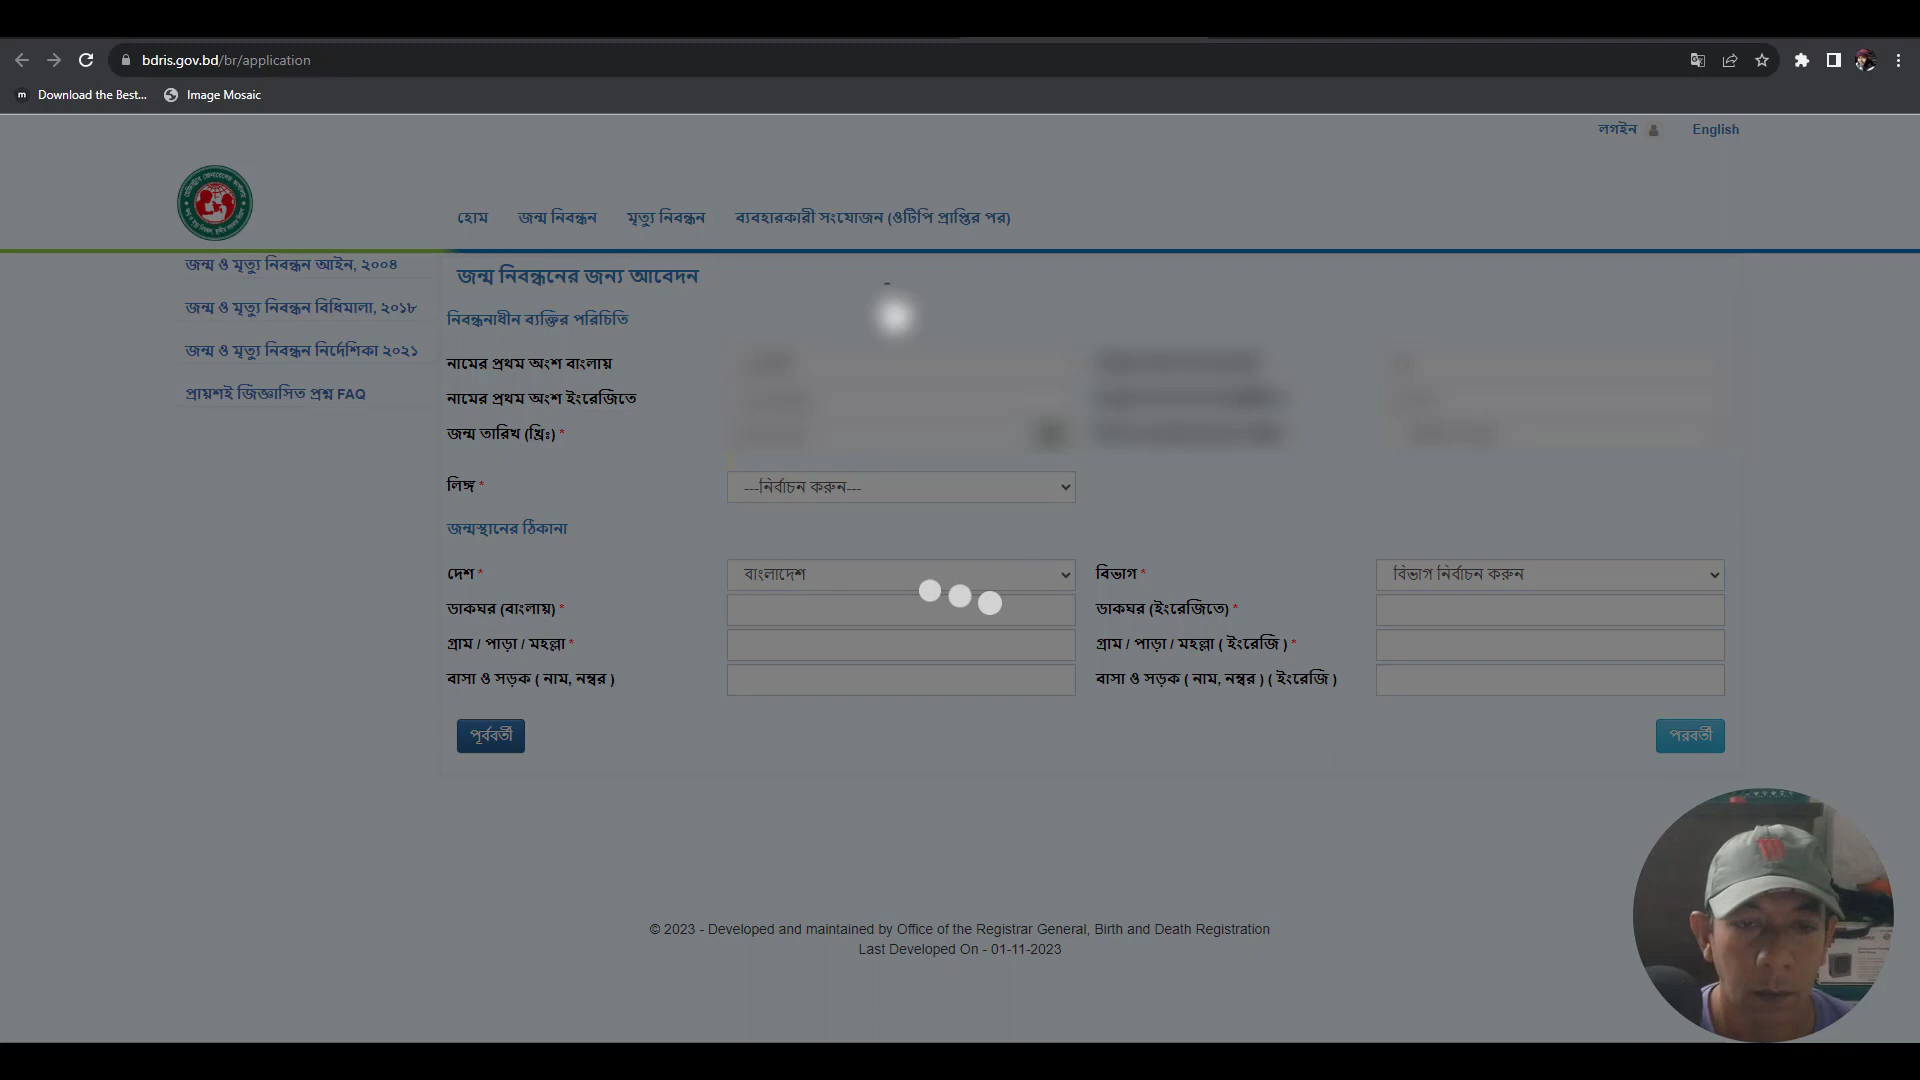 bdris.gov.bd/br/application
Download the Best... Image Mosaic
লগইন English
হোম জন্ম নিবন্ধন মৃত্যু নিবন্ধন ব্যবহারকারী সংযোজন (ওটিপি প্রাপ্তির পর)
জন্ম ও মৃত্যু নিবন্ধন আইন, ২০০৪
জন্ম ও মৃত্যু নিবন্ধন বিধিমালা, ২০১৮
জন্ম ও মৃত্যু নিবন্ধন নির্দেশিকা ২০২১
প্রায়শই জিজ্ঞাসিত প্রশ্ন FAQ
জন্ম নিবন্ধনের জন্য আবেদন
নিবন্ধনাধীন ব্যক্তির পরিচিতি
নামের প্রথম অংশ বাংলায়
নামের প্রথম অংশ ইংরেজিতে
জন্ম তারিখ (খ্রিঃ) *
লিঙ্গ * ---নির্বাচন করুন---
জন্মস্থানের ঠিকানা
দেশ * বাংলাদেশ বিভাগ * বিভাগ নির্বাচন করুন
ডাকঘর (বাংলায়) * ডাকঘর (ইংরেজিতে) *
গ্রাম / পাড়া / মহল্লা * গ্রাম / পাড়া / মহল্লা ( ইংরেজি ) *
বাসা ও সড়ক ( নাম, নম্বর ) বাসা ও সড়ক ( নাম, নম্বর ) ( ইংরেজি )
পূর্ববর্তী পরবর্তী
© 2023 - Developed and maintained by Office of the Registrar General, Birth and Death Registration
Last Developed On - 01-11-2023